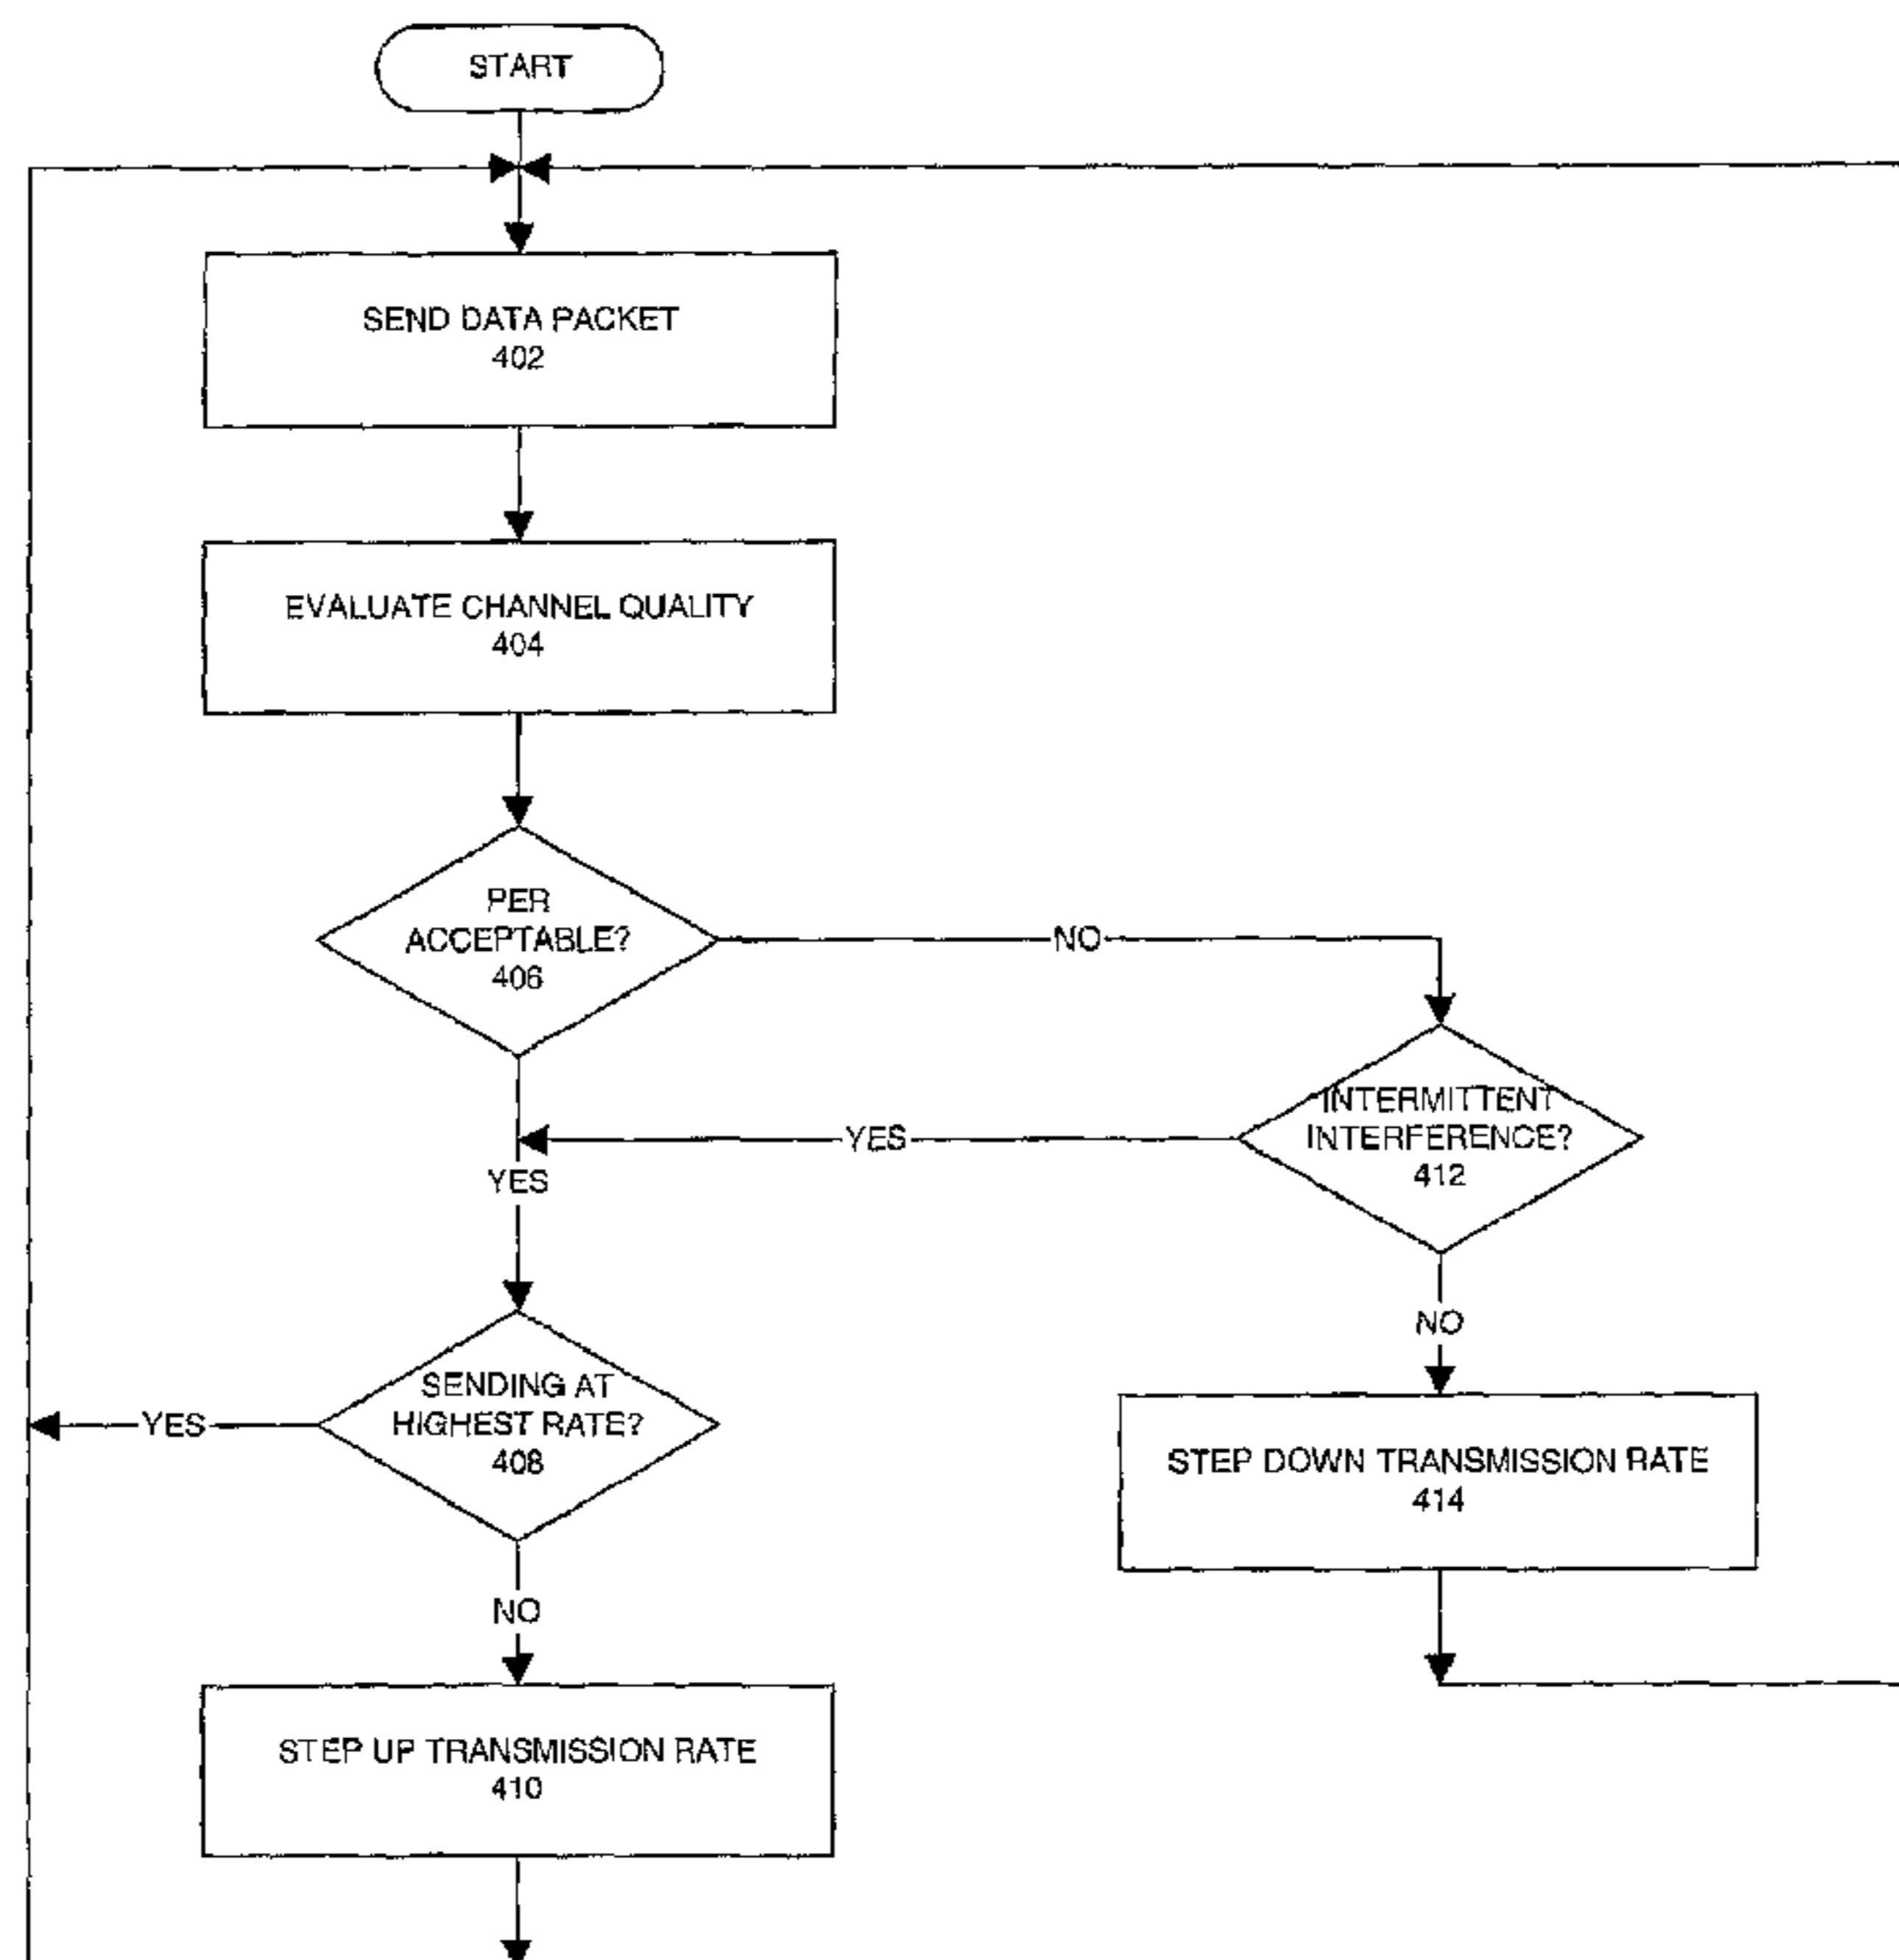 START
SEND DATA PACKET
402
EVALUATE CHANNEL QUALITY
404
PER
ACCEPTABLE?
406
NO
INTERMITTENT
INTERFERENCE?
412
YES
YES
NO
SENDING AT
HIGHEST RATE?
408
YES
STEP DOWN TRANSMISSION RATE
414
NO
STEP UP TRANSMISSION RATE
410